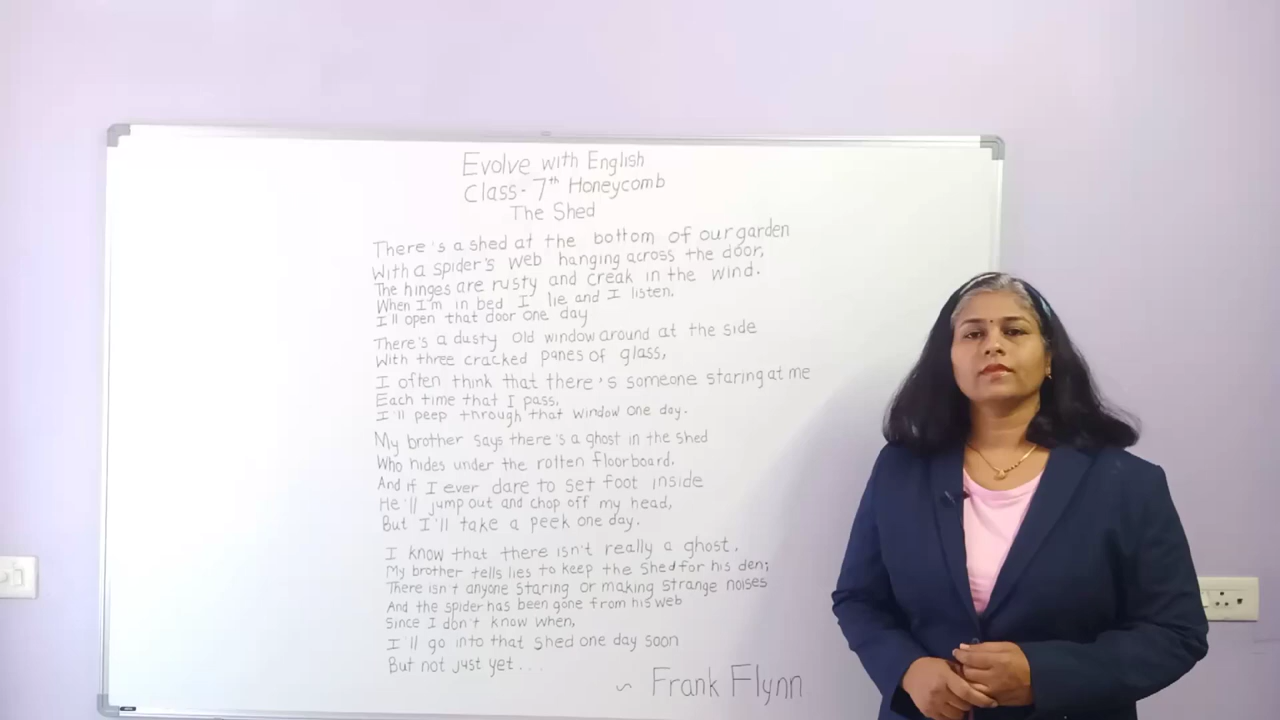 Evolve with English
Class- 7th Honeycomb
The Shed
There's a shed at the bottom of our garden
With a spider's web hanging across the door,
The hinges are rusty and creak in the wind.
When I'm in bed I lie and I listen.
I'll open that door one day
There's a dusty old window around at the side
With three cracked panes of glass,
I often think that there's someone staring at me
Each time that I pass,
I'll peep through that window one day.
My brother says there's a ghost in the shed
Who hides under the rotten floorboard,
And if I ever dare to set foot inside
He'll jump out and chop off my head,
But I'll take a peek one day.
I know that there isn't really a ghost,
My brother tells lies to keep the shed for his den;
There isn't anyone staring or making strange noises
And the spider has been gone from his web
Since I don't know when,
I'll go into that shed one day soon
But not just yet...
~ Frank Flynn